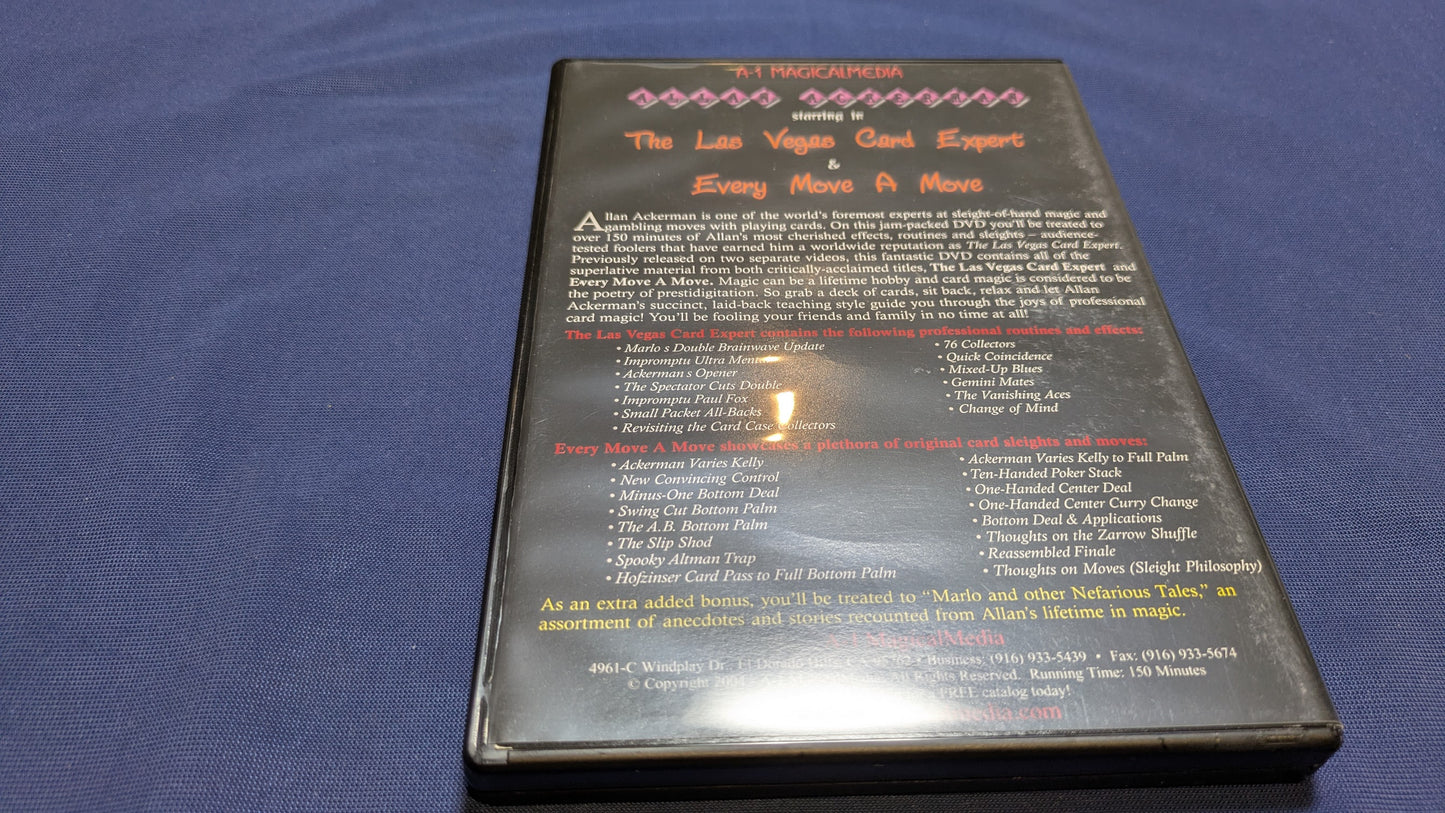 A-1 MAGICALMEDIA
ALLAN ACKERMAN
starring in
The Las Vegas Card Expert
&
Every Move A Move
Allan Ackerman is one of the world's foremost experts at sleight-of-hand magic and
gambling moves with playing cards. On this jam-packed DVD you'll be treated to
over 150 minutes of Allan's most cherished effects, routines and sleights – audience-
tested foolers that have earned him a worldwide reputation as The Las Vegas Card Expert.
Previously released on two separate videos, this fantastic DVD contains all of the
superlative material from both critically-acclaimed titles, The Las Vegas Card Expert and
Every Move A Move. Magic can be a lifetime hobby and card magic is considered to be
the poetry of prestidigitation. So grab a deck of cards, sit back, relax and let Allan
Ackerman's succinct, laid-back teaching style guide you through the joys of professional
card magic! You'll be fooling your friends and family in no time at all!
The Las Vegas Card Expert contains the following professional routines and effects:
• Marlo s Double Brainwave Update
• Impromptu Ultra Mental
• Ackerman s Opener
• The Spectator Cuts Double
• Impromptu Paul Fox
• Small Packet All-Backs
• Revisiting the Card Case Collectors
• 76 Collectors
• Quick Coincidence
• Mixed-Up Blues
• Gemini Mates
• The Vanishing Aces
• Change of Mind
Every Move A Move showcases a plethora of original card sleights and moves:
• Ackerman Varies Kelly
• New Convincing Control
• Minus-One Bottom Deal
• Swing Cut Bottom Palm
• The A.B. Bottom Palm
• The Slip Shod
• Spooky Altman Trap
• Hofzinser Card Pass to Full Bottom Palm
• Ackerman Varies Kelly to Full Palm
• Ten-Handed Poker Stack
• One-Handed Center Deal
• One-Handed Center Curry Change
• Bottom Deal & Applications
• Thoughts on the Zarrow Shuffle
• Reassembled Finale
• Thoughts on Moves (Sleight Philosophy)
As an extra added bonus, you'll be treated to "Marlo and other Nefarious Tales," an
assortment of anecdotes and stories recounted from Allan's lifetime in magic.
A-1 MagicalMedia
4961-C Windplay Dr., El Dorado Hills, CA 95762 • Business: (916) 933-5439 • Fax: (916) 933-5674
© Copyright All Rights Reserved. Running Time: 150 Minutes
FREE catalog today!
media.com